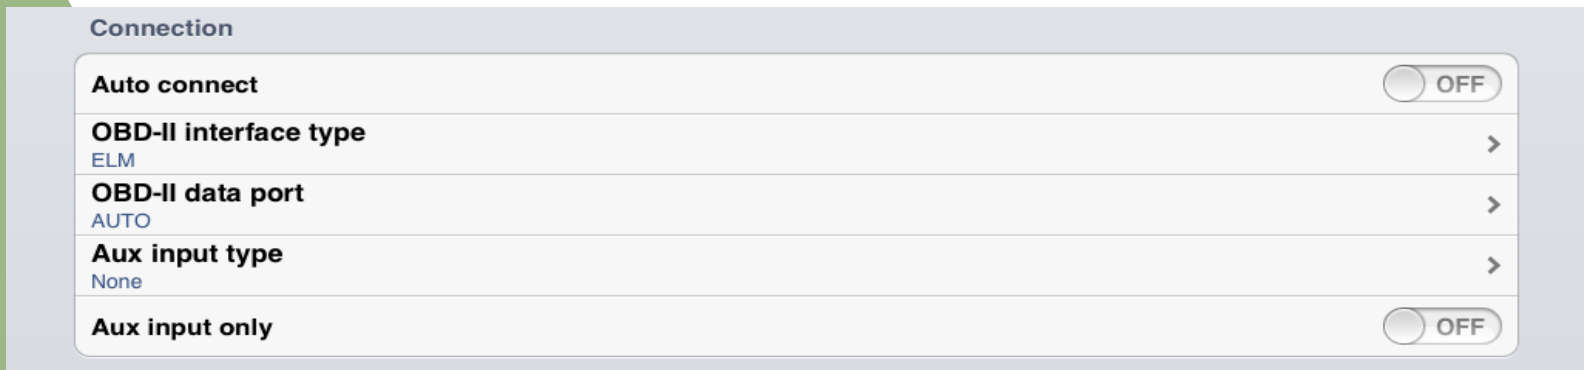 Connection
Auto connect
OFF
OBD-II interface type
ELM
OBD-II data port
AUTO
Aux input type
None
Aux input only
OFF